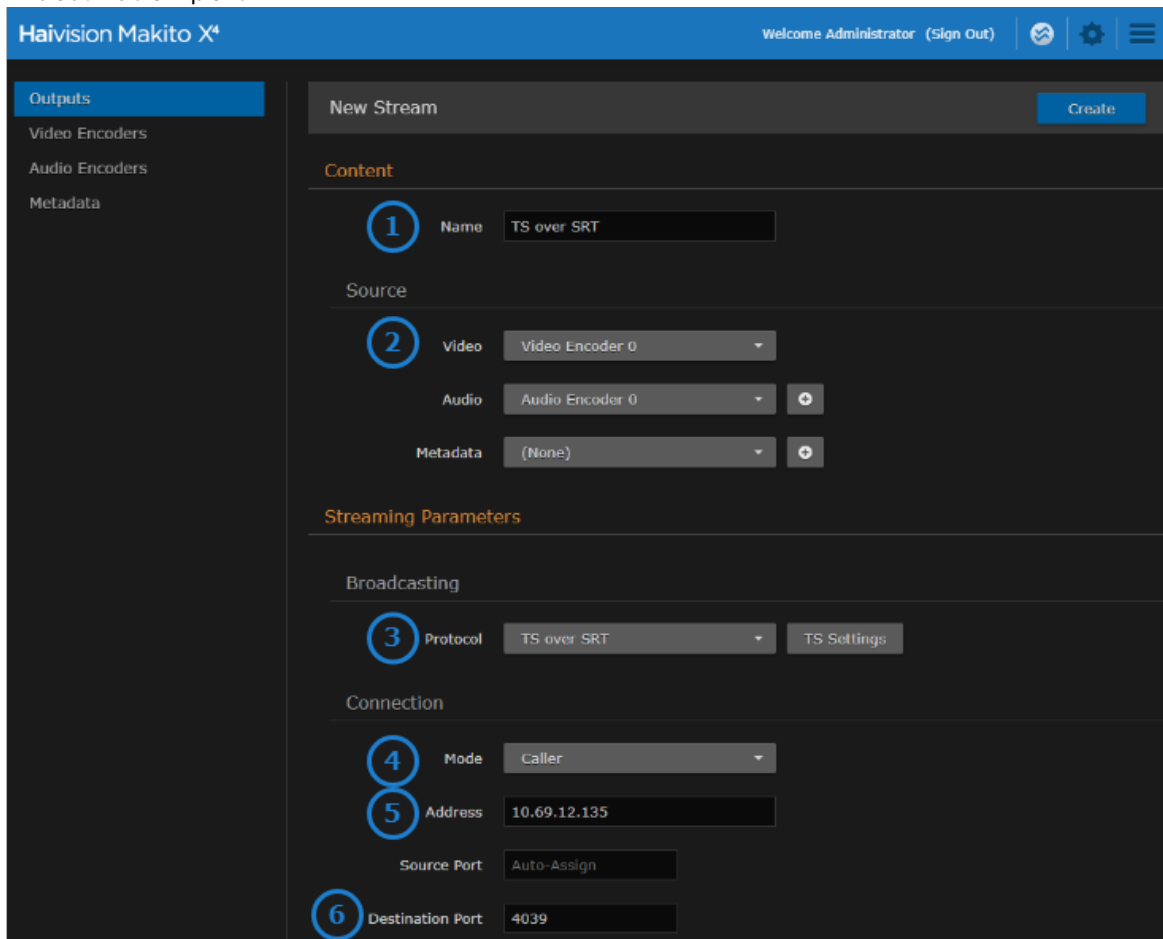 Haivision Makito X⁴
Welcome Administrator (Sign Out)
Outputs
Video Encoders
Audio Encoders
Metadata
New Stream
Create
Content
1 Name TS over SRT
Source
2 Video Video Encoder 0
Audio Audio Encoder 0
Metadata (None)
Streaming Parameters
Broadcasting
3 Protocol TS over SRT TS Settings
Connection
4 Mode Caller
5 Address 10.69.12.135
Source Port Auto-Assign
6 Destination Port 4039